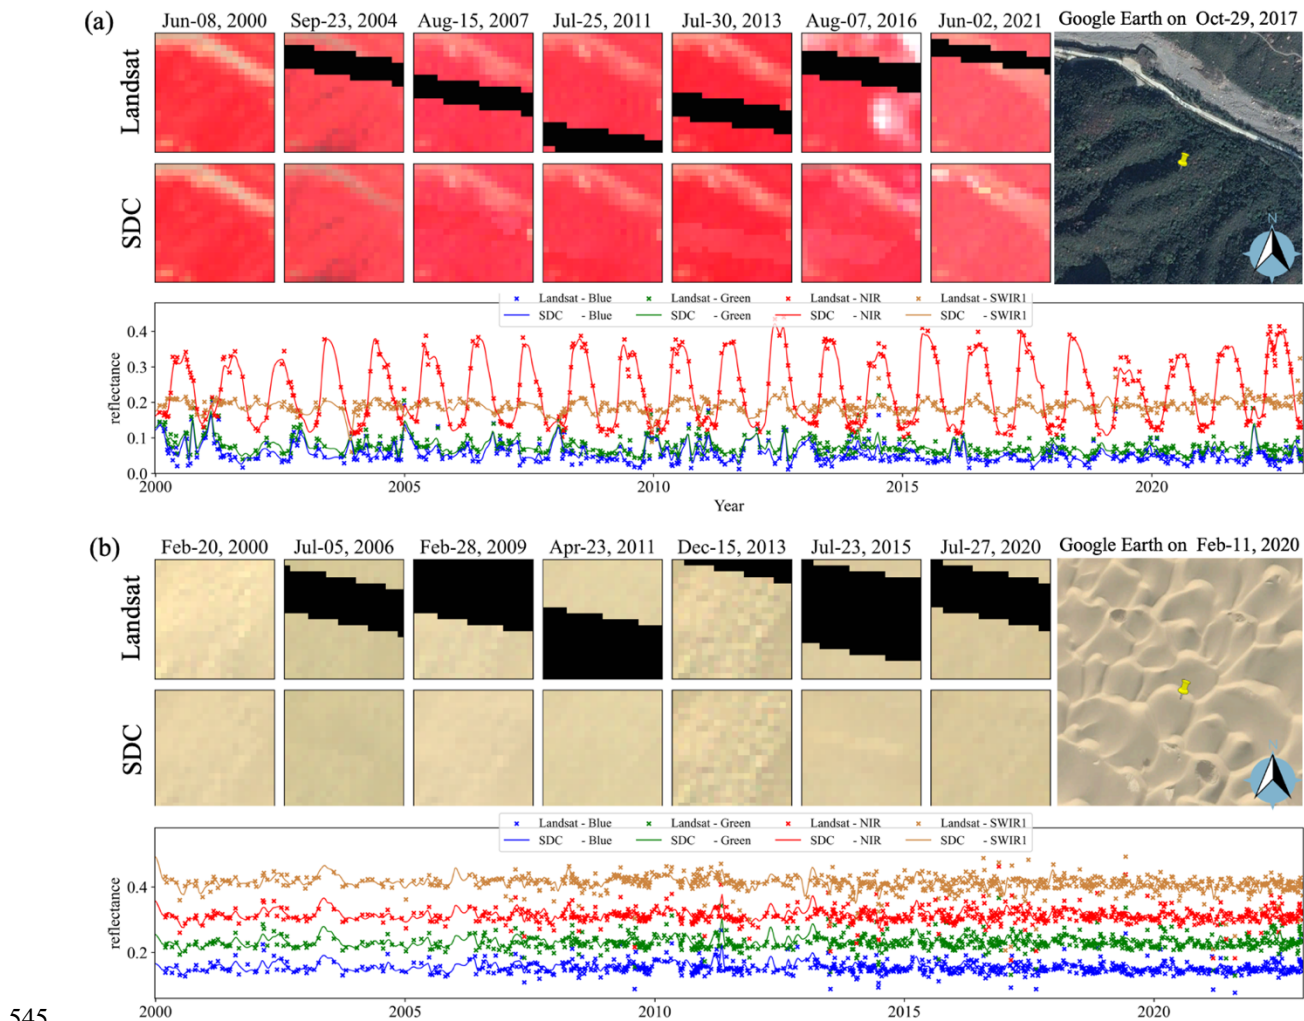 (a)
Jun-08, 2000 Sep-23, 2004 Aug-15, 2007 Jul-25, 2011 Jul-30, 2013 Aug-07, 2016 Jun-02, 2021 Google Earth on Oct-29, 2017
Landsat
SDC
N
Landsat - Blue Landsat - Green Landsat - NIR Landsat - SWIR1
SDC - Blue SDC - Green SDC - NIR SDC - SWIR1
reflectance
0.4
0.3
0.2
0.1
0.0
2000 2005 2010 2015 2020
Year
(b)
Feb-20, 2000 Jul-05, 2006 Feb-28, 2009 Apr-23, 2011 Dec-15, 2013 Jul-23, 2015 Jul-27, 2020 Google Earth on Feb-11, 2020
Landsat
SDC
N
Landsat - Blue Landsat - Green Landsat - NIR Landsat - SWIR1
SDC - Blue SDC - Green SDC - NIR SDC - SWIR1
reflectance
0.4
0.2
2000 2005 2010 2015 2020
545